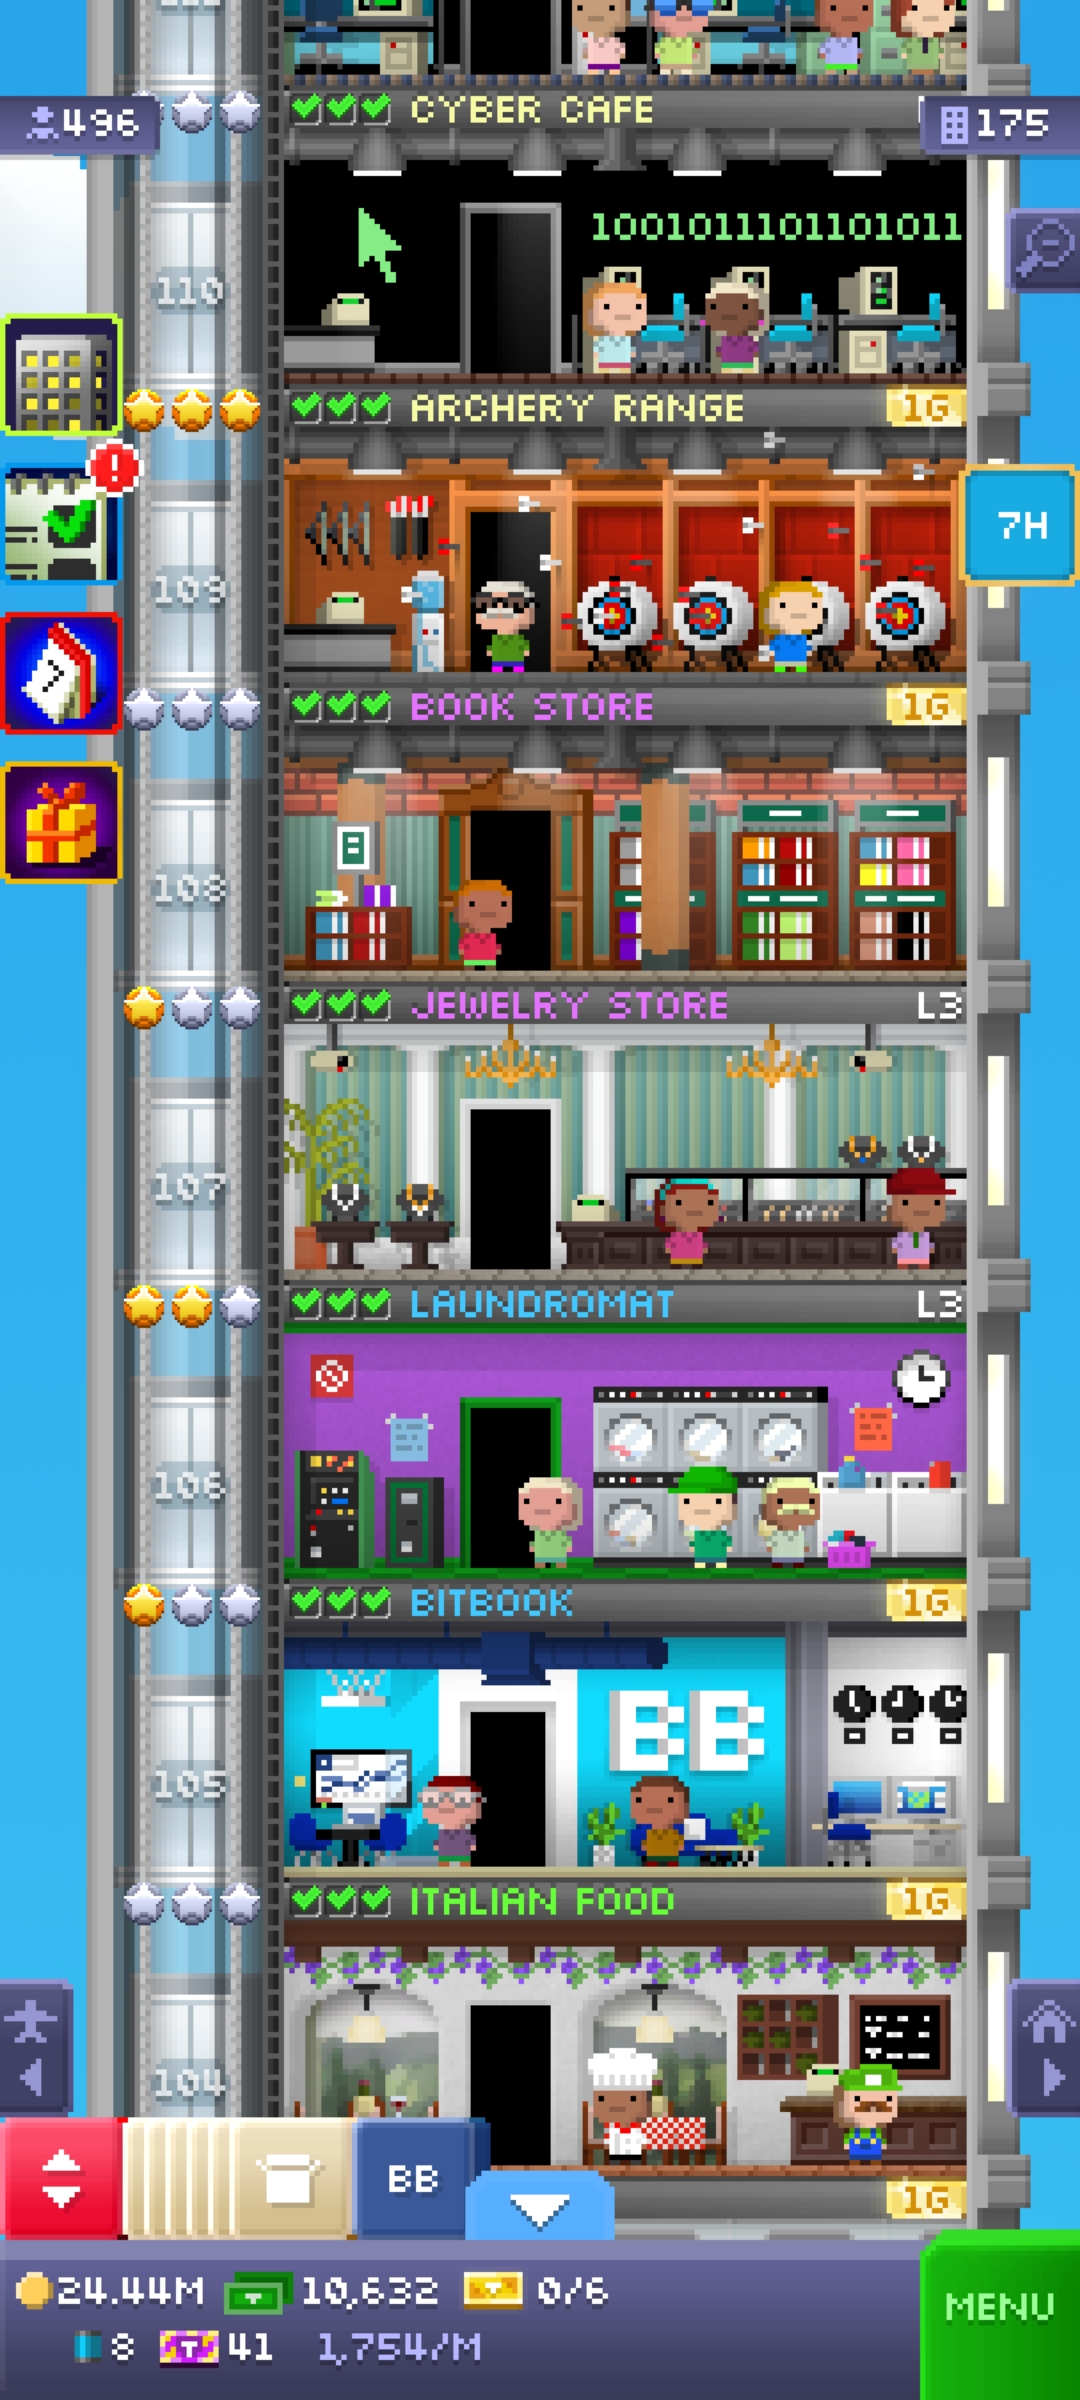 CYBER CAFE
496
175
1001011101101011
110
ARCHERY RANGE 1G
7H
109
BOOK STORE 1G
108
JEWELRY STORE L3
107
LAUNDROMAT L3
106
BITBOOK 1G
BB
105
ITALIAN FOOD 1G
104
BB
1G
24.44M 10,632 0/6
MENU
8 T 41 1,754/M